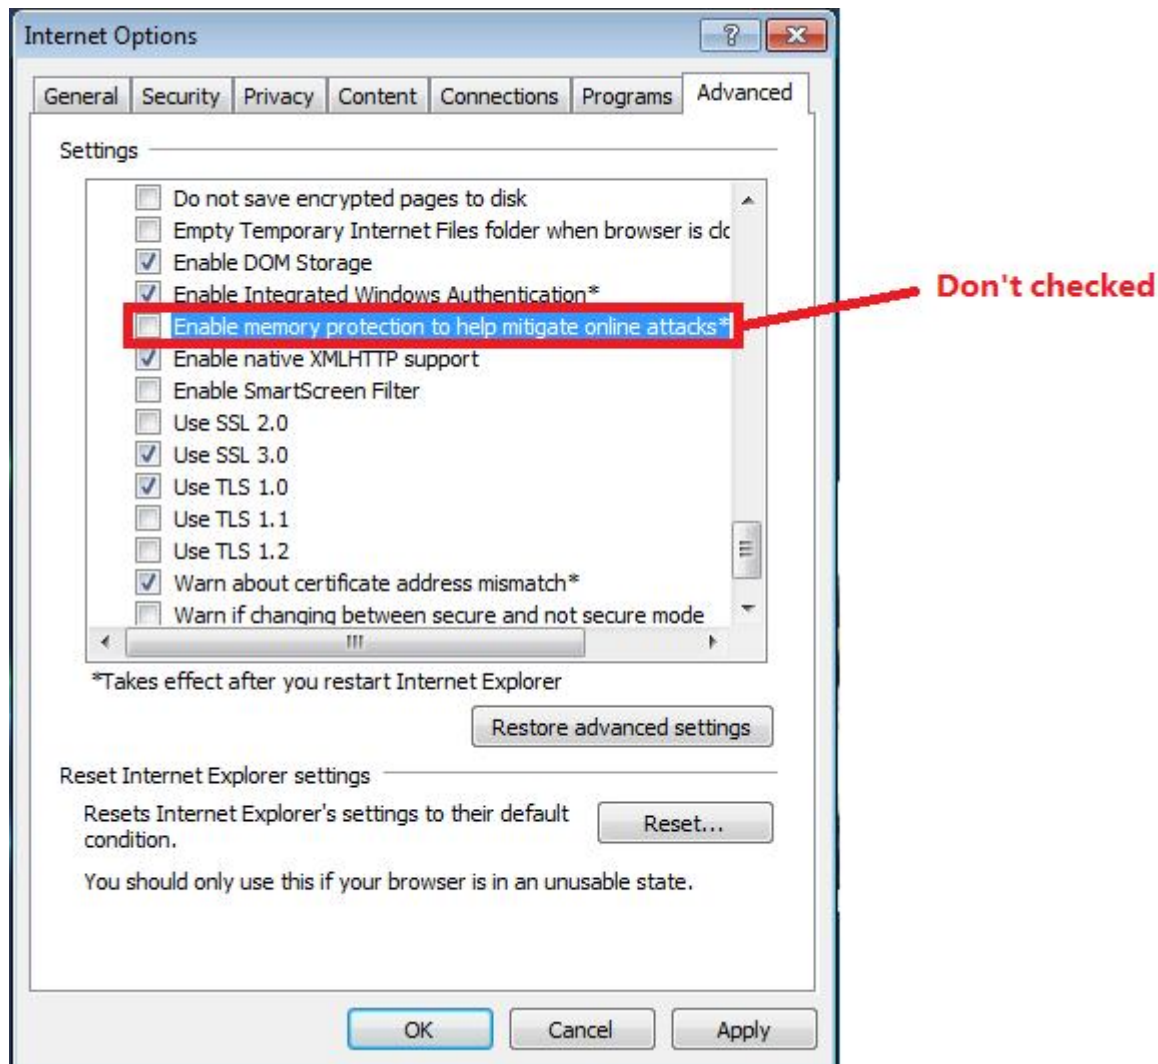 Internet Options
General Security Privacy Content Connections Programs Advanced
Settings
Do not save encrypted pages to disk
Empty Temporary Internet Files folder when browser is
Enable DOM Storage
Enable Integrated Windows Authentication*
Enable memory protection to help mitigate online attacks*
Don't checked
Enable native XMLHTTP support
Enable SmartScreen Filter
Use SSL 2.0
Use SSL 3.0
Use TLS 1.0
Use TLS 1.1
Use TLS 1.2
Warn about certificate address mismatch*
Warn if changing between secure and not secure mode
*Takes effect after you restart Internet Explorer
Restore advanced settings
Reset Internet Explorer settings
Resets Internet Explorer's settings to their default
condition.
Reset...
You should only use this if your browser is in an unusable state.
OK Cancel Apply